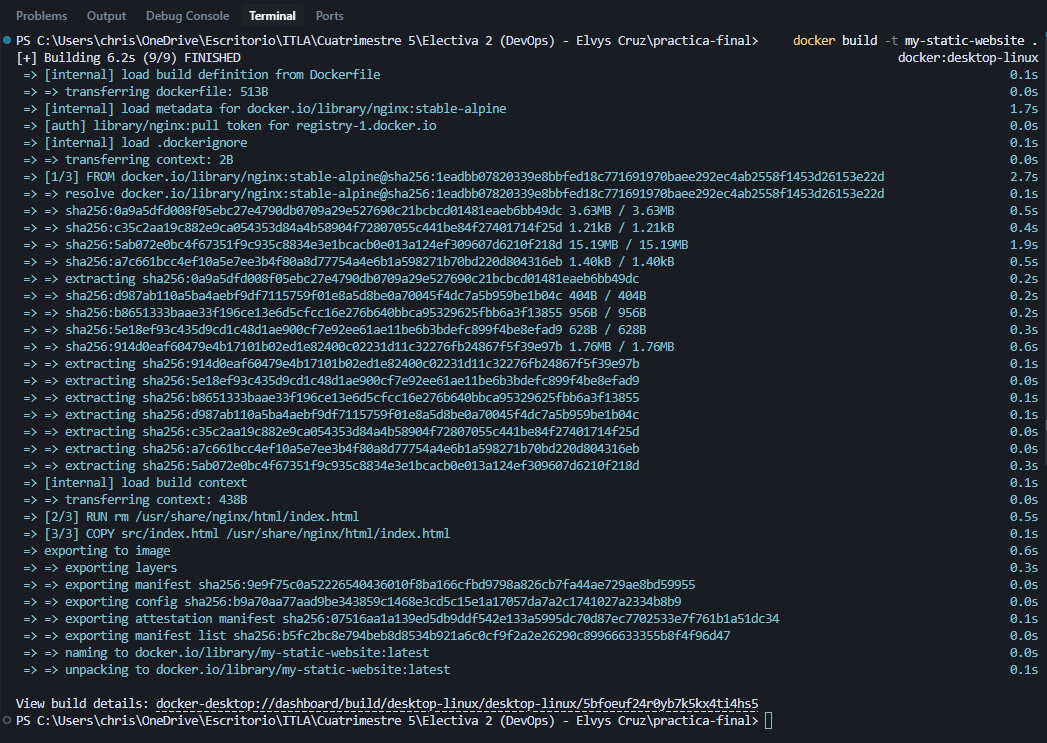 Problems Output Debug Console Terminal Ports
PS C:\Users\chris\OneDrive\Escritorio\ITLA\Cuatrimestre 5\Electiva 2 (DevOps) - Elvys Cruz\practica-final> docker build -t my-static-website .
[+] Building 6.2s (9/9) FINISHED docker:desktop-linux
=> [internal] load build definition from Dockerfile 0.1s
=> => transferring dockerfile: 513B 0.0s
=> [internal] load metadata for docker.io/library/nginx:stable-alpine 1.7s
=> [auth] library/nginx:pull token for registry-1.docker.io 0.0s
=> [internal] load .dockerignore 0.1s
=> => transferring context: 2B 0.0s
=> [1/3] FROM docker.io/library/nginx:stable-alpine@sha256:1eadbb07820339e8bbfed18c771691970baee292ec4ab2558f1453d26153e22d 2.7s
=> => resolve docker.io/library/nginx:stable-alpine@sha256:1eadbb07820339e8bbfed18c771691970baee292ec4ab2558f1453d26153e22d 0.1s
=> => sha256:0a9a5dfd008f05ebc27e4790db0709a29e527690c21bcbcd01481eaeb6bb49dc 3.63MB / 3.63MB 0.5s
=> => sha256:c35c2aa19c882e9ca054353d84a4b58904f72807055c441be84f27401714f25d 1.21kB / 1.21kB 0.4s
=> => sha256:5ab072e0bc4f67351f9c935c8834e3e1bcacb0e013a124ef309607d6210f218d 15.19MB / 15.19MB 1.9s
=> => sha256:a7c661bcc4ef10a5e7ee3b4f80a8d77754a4e6b1a598271b70bd220d804316eb 1.40kB / 1.40kB 0.5s
=> => extracting sha256:0a9a5dfd008f05ebc27e4790db0709a29e527690c21bcbcd01481eaeb6bb49dc 0.2s
=> => sha256:d987ab110a5ba4aebf9df7115759f01e8a5d8be0a70045f4dc7a5b959be1b04c 404B / 404B 0.2s
=> => sha256:b8651333baae33f196ce13e6d5cfcc16e276b640bbca95329625fbb6a3f13855 956B / 956B 0.2s
=> => sha256:5e18ef93c435d9cd1c48d1ae900cf7e92ee61ae11be6b3bdefc899f4be8efad9 628B / 628B 0.3s
=> => sha256:914d0eaf60479e4b17101b02ed1e82400c02231d11c32276fb24867f5f39e97b 1.76MB / 1.76MB 0.6s
=> => extracting sha256:914d0eaf60479e4b17101b02ed1e82400c02231d11c32276fb24867f5f39e97b 0.1s
=> => extracting sha256:5e18ef93c435d9cd1c48d1ae900cf7e92ee61ae11be6b3bdefc899f4be8efad9 0.0s
=> => extracting sha256:b8651333baae33f196ce13e6d5cfcc16e276b640bbca95329625fbb6a3f13855 0.1s
=> => extracting sha256:d987ab110a5ba4aebf9df7115759f01e8a5d8be0a70045f4dc7a5b959be1b04c 0.1s
=> => extracting sha256:c35c2aa19c882e9ca054353d84a4b58904f72807055c441be84f27401714f25d 0.0s
=> => extracting sha256:a7c661bcc4ef10a5e7ee3b4f80a8d77754a4e6b1a598271b70bd220d804316eb 0.0s
=> => extracting sha256:5ab072e0bc4f67351f9c935c8834e3e1bcacb0e013a124ef309607d6210f218d 0.3s
=> [internal] load build context 0.1s
=> => transferring context: 438B 0.0s
=> [2/3] RUN rm /usr/share/nginx/html/index.html 0.5s
=> [3/3] COPY src/index.html /usr/share/nginx/html/index.html 0.1s
=> exporting to image 0.6s
=> => exporting layers 0.3s
=> => exporting manifest sha256:9e9f75c0a52226540436010f8ba166cfbd9798a826cb7fa44ae729ae8bd59955 0.0s
=> => exporting config sha256:b9a70aa77aad9be343859c1468e3cd5c15e1a17057da7a2c1741027a2334b8b9 0.0s
=> => exporting attestation manifest sha256:07516aa1a139ed5db9ddf542e133a5995dc70d87ec7702533e7f761b1a51dc34 0.1s
=> => exporting manifest list sha256:b5fc2bc8e794beb8d8534b921a6c0cf9f2a2e26290c89966633355b8f4f96d47 0.0s
=> => naming to docker.io/library/my-static-website:latest 0.0s
=> => unpacking to docker.io/library/my-static-website:latest 0.1s
View build details: docker-desktop://dashboard/build/desktop-linux/desktop-linux/5bfoeuf24r0yb7k5kx4ti4hs5
PS C:\Users\chris\OneDrive\Escritorio\ITLA\Cuatrimestre 5\Electiva 2 (DevOps) - Elvys Cruz\practica-final>